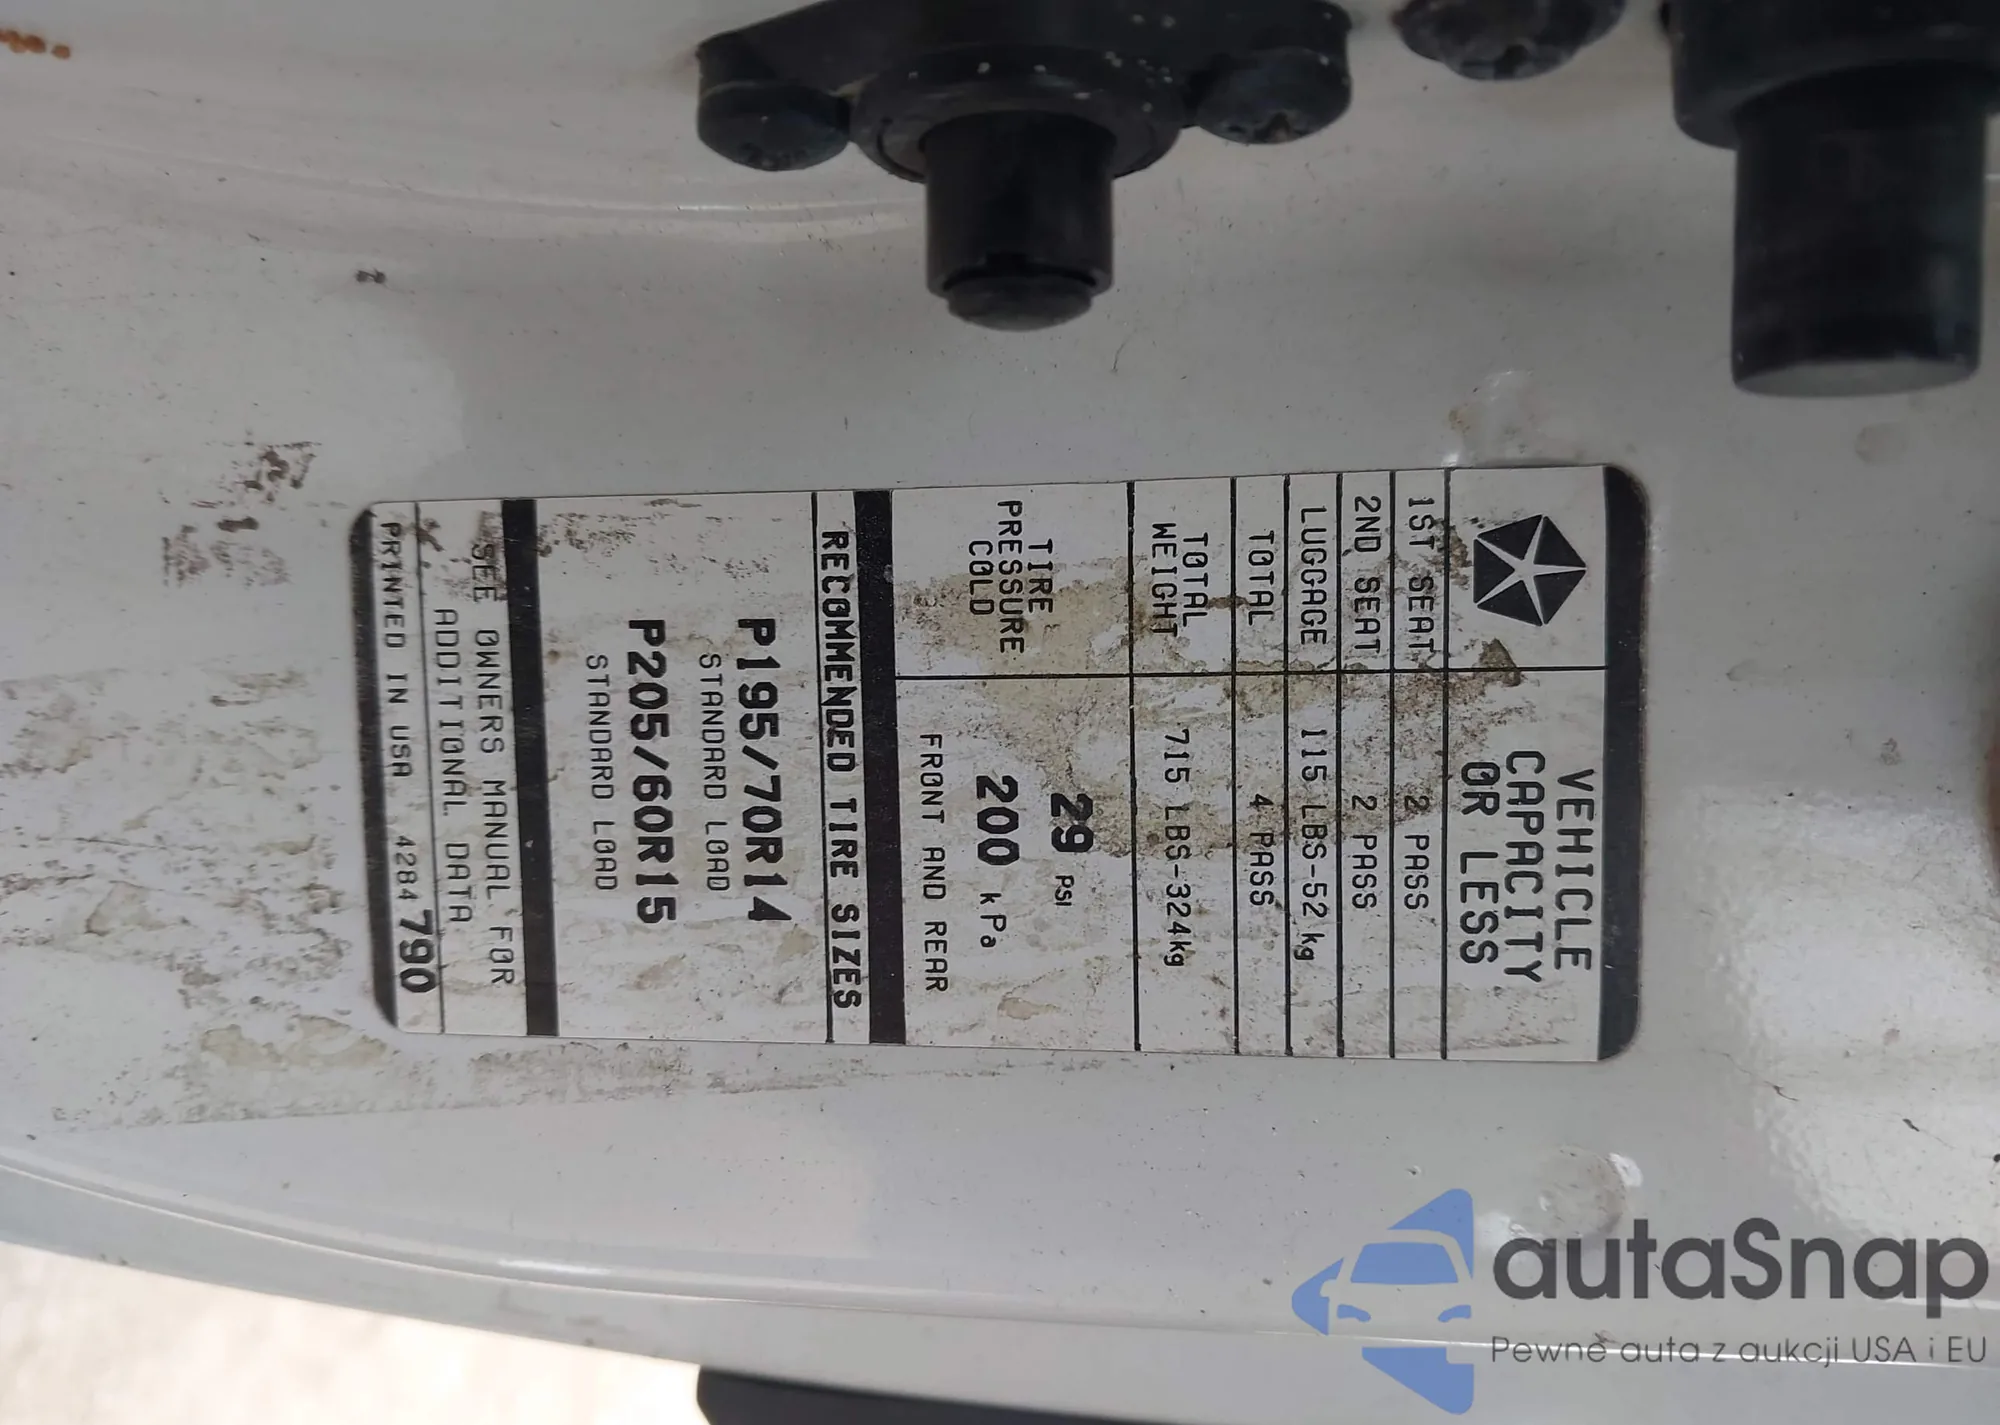 VEHICLE
CAPACITY
OR LESS
1ST SEAT 2 PASS
2ND SEAT 2 PASS
LUGGAGE 115 LBS-52 kg
TOTAL 4 PASS
TOTAL
WEIGHT
715 LBS-324kg
TIRE
PRESSURE
COLD
29 PSI
200 kPa
FRONT AND REAR
RECOMMENDED TIRE SIZES
P195/70R14
STANDARD LOAD
P205/60R15
STANDARD LOAD
SEE OWNERS MANUAL FOR
ADDITIONAL DATA
PRINTED IN USA 4284790
autaSnap
Pewne auta z aukcji USA i EU